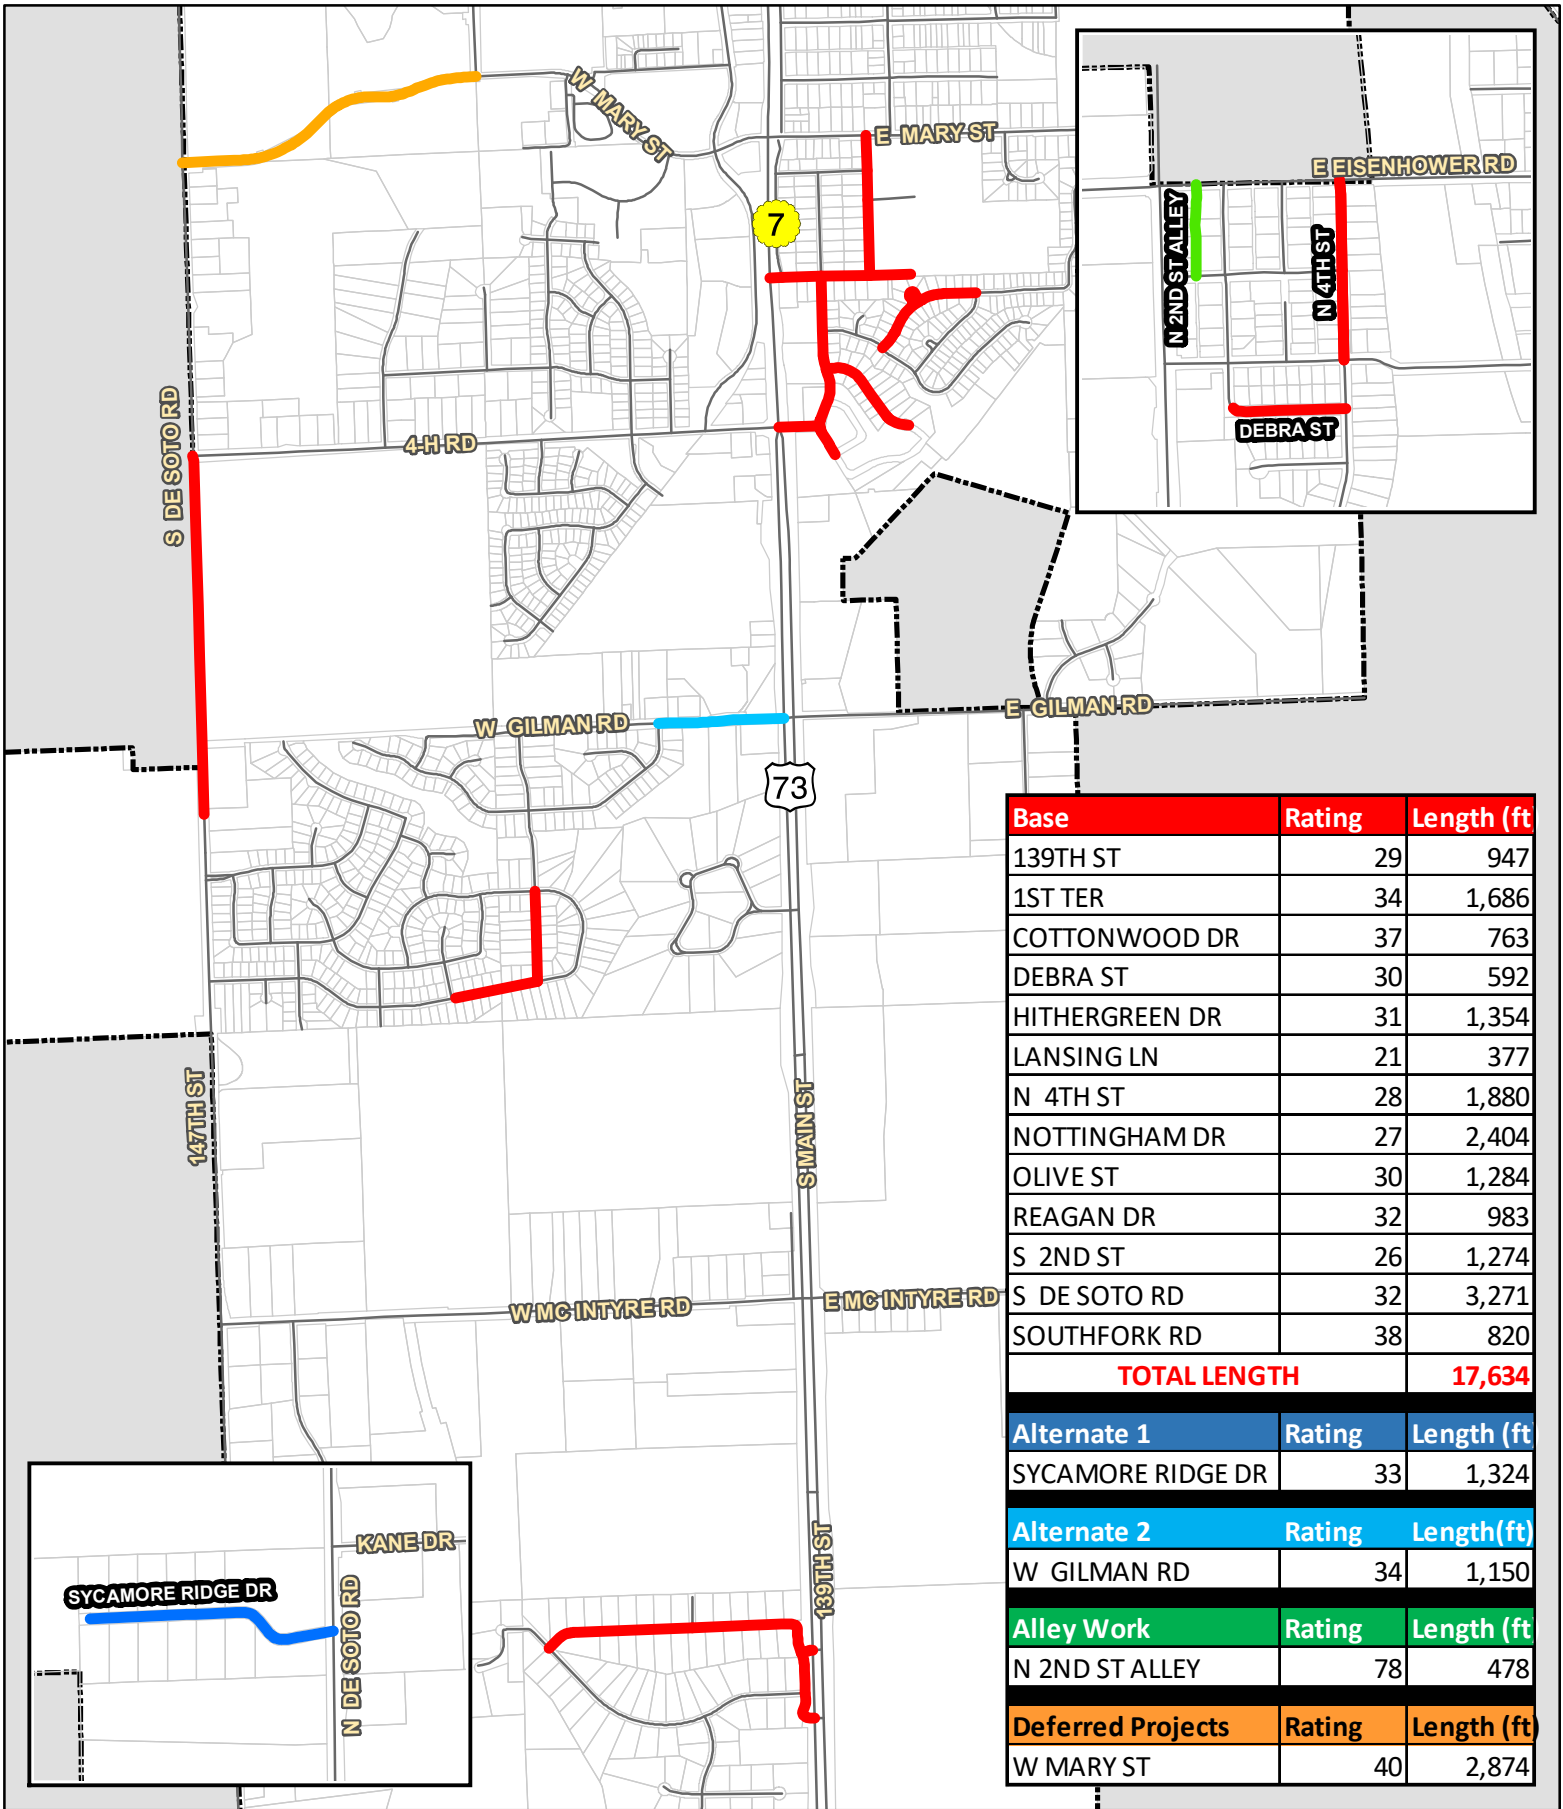 W MARY ST
E MARY ST
7
E EISENHOWER RD
N 2ND ST ALLEY
N 4TH ST
DEBRA ST
S DE SOTO RD
4-H RD
W GILMAN RD
E GILMAN RD
73
147TH ST
S MAIN ST
W MC INTYRE RD
E MC INTYRE RD
139TH ST
KANE DR
SYCAMORE RIDGE DR
N DE SOTO RD
Base Rating Length (ft
139TH ST 29 947
1ST TER 34 1,686
COTTONWOOD DR 37 763
DEBRA ST 30 592
HITHERGREEN DR 31 1,354
LANSING LN 21 377
N 4TH ST 28 1,880
NOTTINGHAM DR 27 2,404
OLIVE ST 30 1,284
REAGAN DR 32 983
S 2ND ST 26 1,274
S DE SOTO RD 32 3,271
SOUTHFORK RD 38 820
TOTAL LENGTH 17,634
Alternate 1 Rating Length (ft
SYCAMORE RIDGE DR 33 1,324
Alternate 2 Rating Length(ft)
W GILMAN RD 34 1,150
Alley Work Rating Length (ft
N 2ND ST ALLEY 78 478
Deferred Projects Rating Length (ft)
W MARY ST 40 2,874